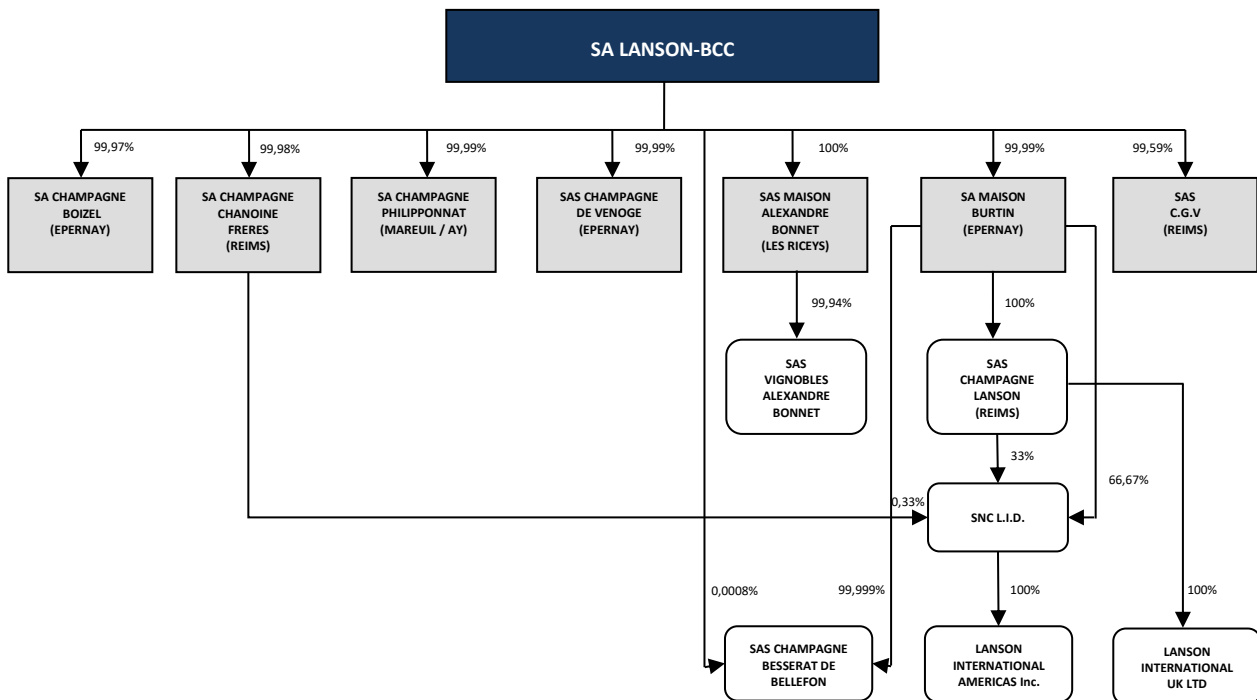 SA LANSON-BCC
99,97%
99,98%
99,99%
99,99%
100%
99,99%
99,59%
SA CHAMPAGNE
BOIZEL
(EPERNAY)
SA CHAMPAGNE
CHANOINE
FRERES
(REIMS)
SA CHAMPAGNE
PHILIPPONNAT
(MAREUIL / AY)
SAS CHAMPAGNE
DE VENOGE
(EPERNAY)
SAS MAISON
ALEXANDRE
BONNET
(LES RICEYS)
SA MAISON
BURTIN
(EPERNAY)
SAS
C.G.V
(REIMS)
99,94%
100%
SAS
VIGNOBLES
ALEXANDRE
BONNET
SAS
CHAMPAGNE
LANSON
(REIMS)
33%
66,67%
0,33%
SNC L.I.D.
0,0008%
99,999%
100%
100%
SAS CHAMPAGNE
BESSERAT DE
BELLEFON
LANSON
INTERNATIONAL
AMERICAS Inc.
LANSON
INTERNATIONAL
UK LTD